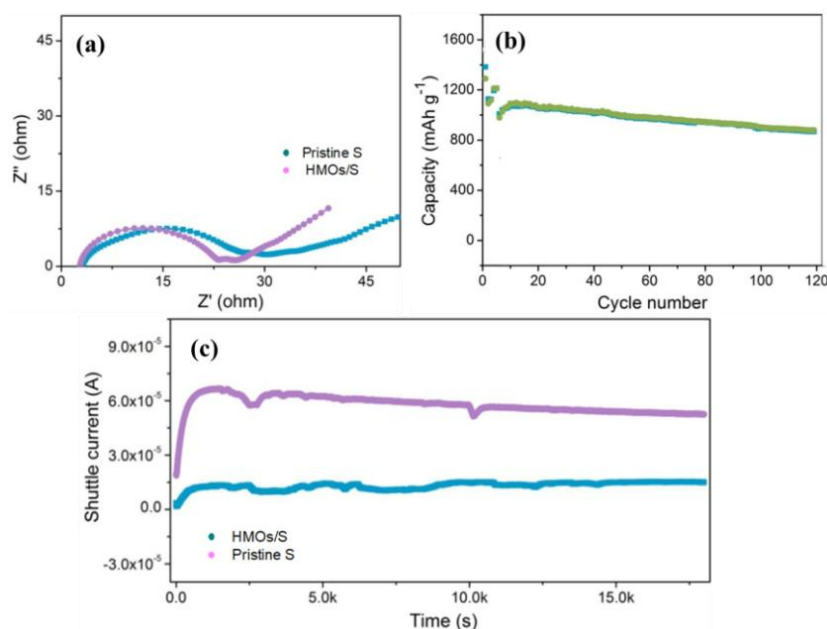 (a)
45
30
15
0
Z'' (ohm)
Pristine S
HMOs/S
0 15 30 45
Z' (ohm)
(b)
1600
1200
800
400
0
Capacity (mAh g⁻¹)
0 20 40 60 80 100 120
Cycle number
(c)
9.0x10⁻⁵
6.0x10⁻⁵
3.0x10⁻⁵
0.0
-3.0x10⁻⁵
Shuttle current (A)
HMOs/S
Pristine S
0.0 5.0k 10.0k 15.0k
Time (s)